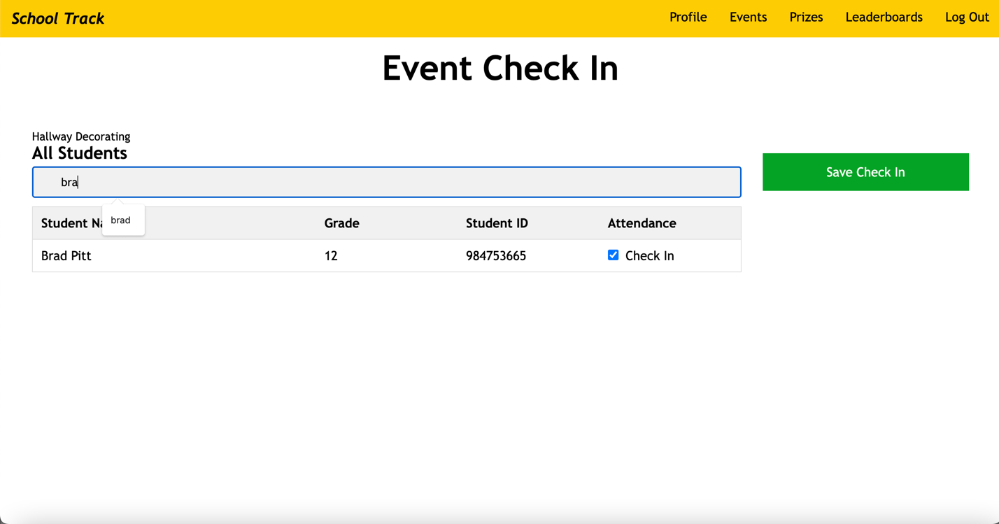 School Track Profile Events Prizes Leaderboards Log Out
Event Check In
Hallway Decorating
All Students
Save Check In
bra
brad
Student Na Grade Student ID Attendance
Brad Pitt 12 984753665 Check In